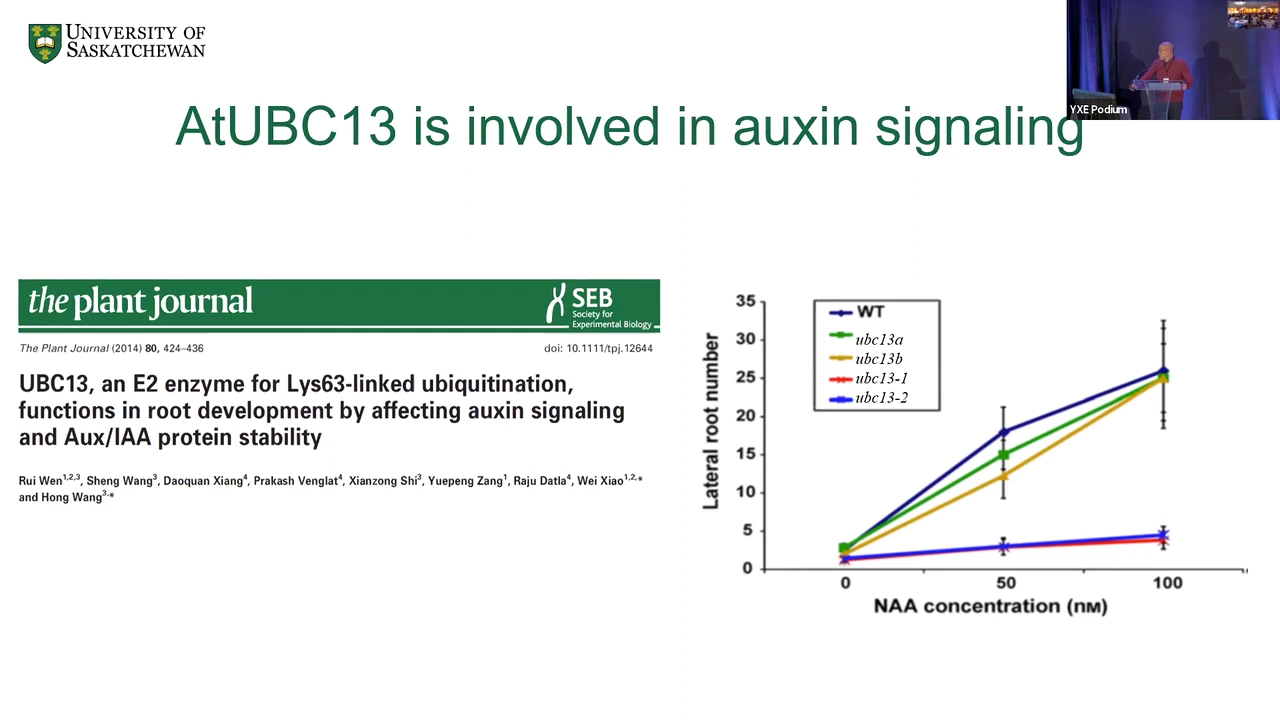 UNIVERSITY OF
SASKATCHEWAN
YXE Podium
AtUBC13 is involved in auxin signaling
the plant journal
SEB
Society for
Experimental Biology
The Plant Journal (2014) 80, 424–436
doi: 10.1111/tpj.12644
UBC13, an E2 enzyme for Lys63-linked ubiquitination,
functions in root development by affecting auxin signaling
and Aux/IAA protein stability
Rui Wen1,2,3, Sheng Wang3, Daoquan Xiang4, Prakash Venglat4, Xianzong Shi3, Yuepeng Zang1, Raju Datla4, Wei Xiao1,2,*
and Hong Wang3,*
Lateral root number
35
30
25
20
15
10
5
0
WT
ubc13a
ubc13b
ubc13-1
ubc13-2
0
50
100
NAA concentration (nM)